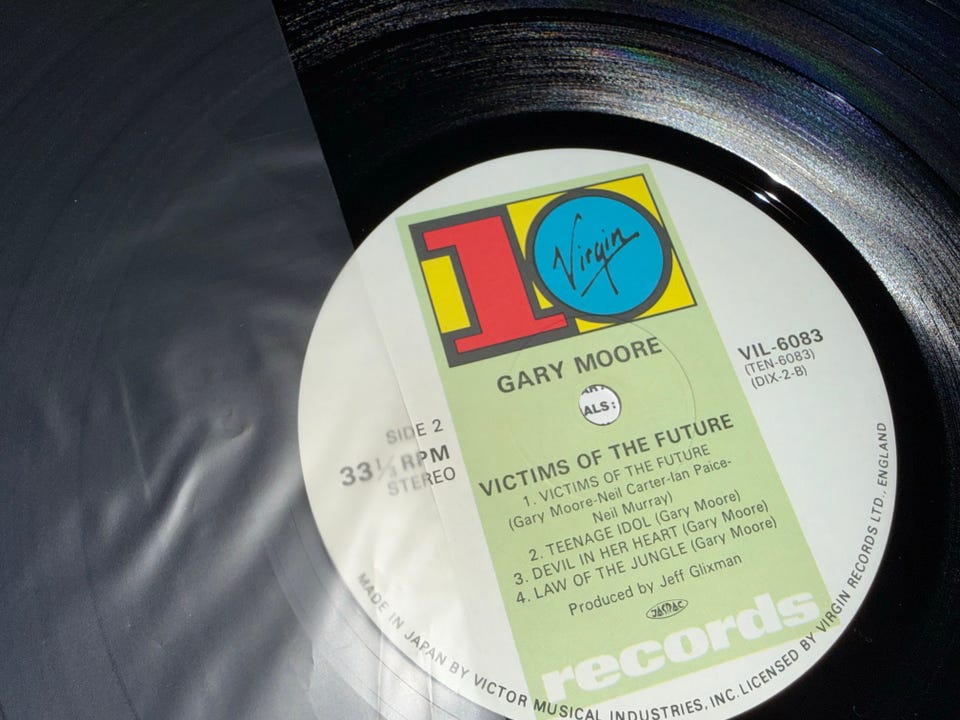 10
Virgin
GARY MOORE
VIL-6083
(TEN-6083)
(DIX-2-B)
ALS:
SIDE 2
33 1/3 RPM
STEREO
VICTIMS OF THE FUTURE
1. VICTIMS OF THE FUTURE
(Gary Moore-Neil Carter-Ian Paice-
Neil Murray)
2. TEENAGE IDOL (Gary Moore)
3. DEVIL IN HER HEART (Gary Moore)
4. LAW OF THE JUNGLE (Gary Moore)
Produced by Jeff Glixman
JASRAC
records
MADE IN JAPAN BY VICTOR MUSICAL INDUSTRIES, INC. LICENSED BY VIRGIN RECORDS LTD., ENGLAND